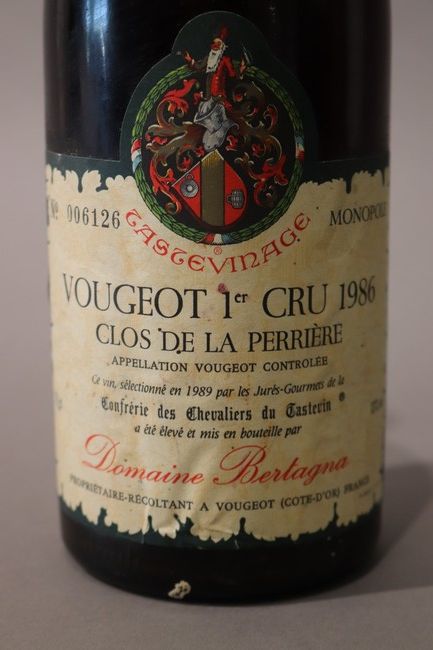 Nº 006126
TASTEVINAGE ®
MONOPOLE
VOUGEOT 1er CRU 1986
CLOS DE LA PERRIÈRE
APPELLATION VOUGEOT CONTROLÉE
Ce vin, sélectionné en 1989 par les Jurés-Gourmets de la
Confrérie des Chevaliers du Tastevin ®
a été élevé et mis en bouteille par
Domaine Bertagna
PROPRIÉTAIRE-RÉCOLTANT A VOUGEOT (COTE-D'OR) FRANCE